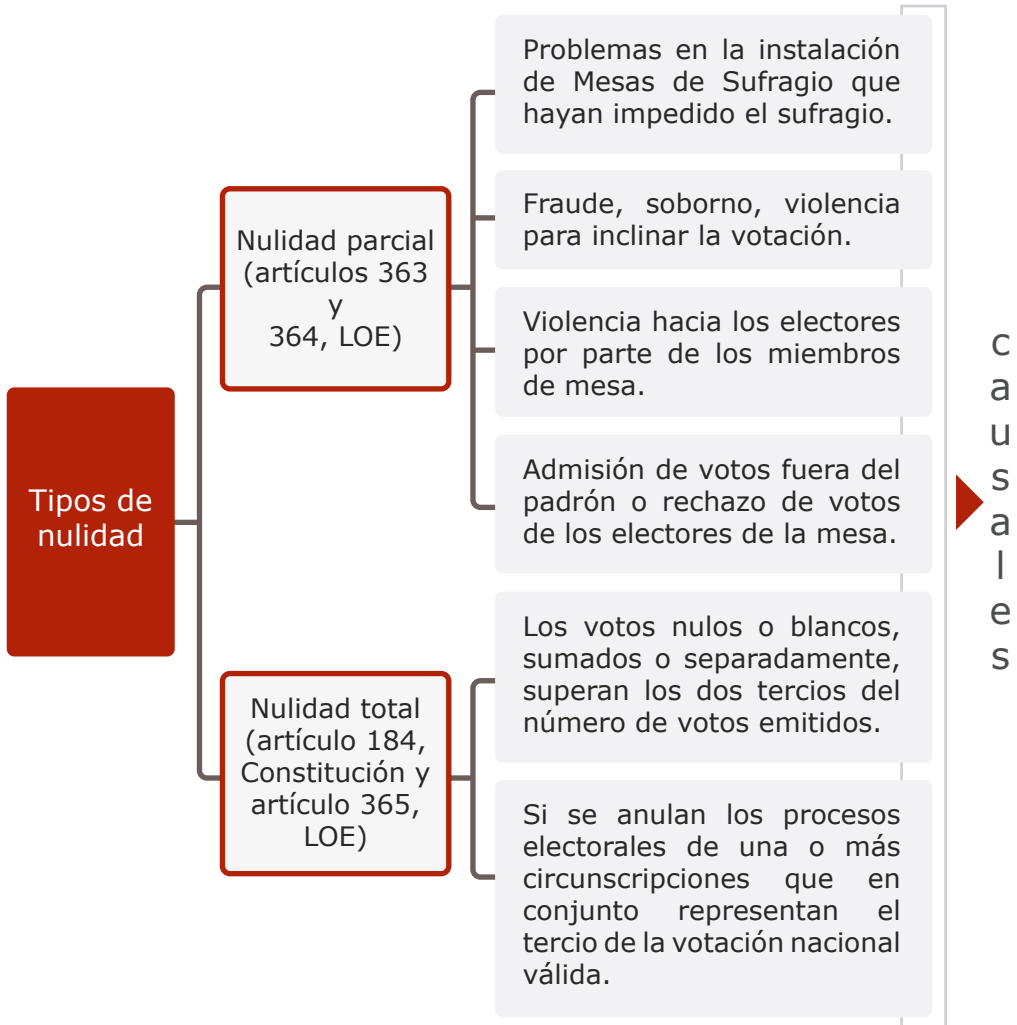 Tipos de
nulidad
Nulidad parcial
(artículos 363
y
364, LOE)
Problemas en la instalación
de Mesas de Sufragio que
hayan impedido el sufragio.
Fraude, soborno, violencia
para inclinar la votación.
Violencia hacia los electores
por parte de los miembros
de mesa.
Admisión de votos fuera del
padrón o rechazo de votos
de los electores de la mesa.
Nulidad total
(artículo 184,
Constitución y
artículo 365,
LOE)
Los votos nulos o blancos,
sumados o separadamente,
superan los dos tercios del
número de votos emitidos.
Si se anulan los procesos
electorales de una o más
circunscripciones que en
conjunto representan el
tercio de la votación nacional
válida.
causales